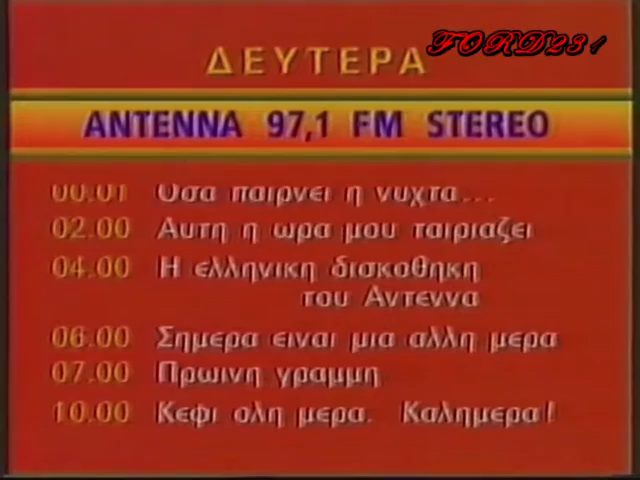 FORD231
ΔΕΥΤΕΡΑ
ΑΝΤΕΝΝΑ 97,1 FM STEREO
00.01 Οσα παιρνει η νυχτα...
02.00 Αυτη η ωρα μου ταιριαζει
04.00 Η ελληνικη δισκοθηκη
του Αντεννα
06.00 Σημερα ειναι μια αλλη μερα
07.00 Πρωινη γραμμη
10.00 Κεφι ολη μερα. Καλημερα!